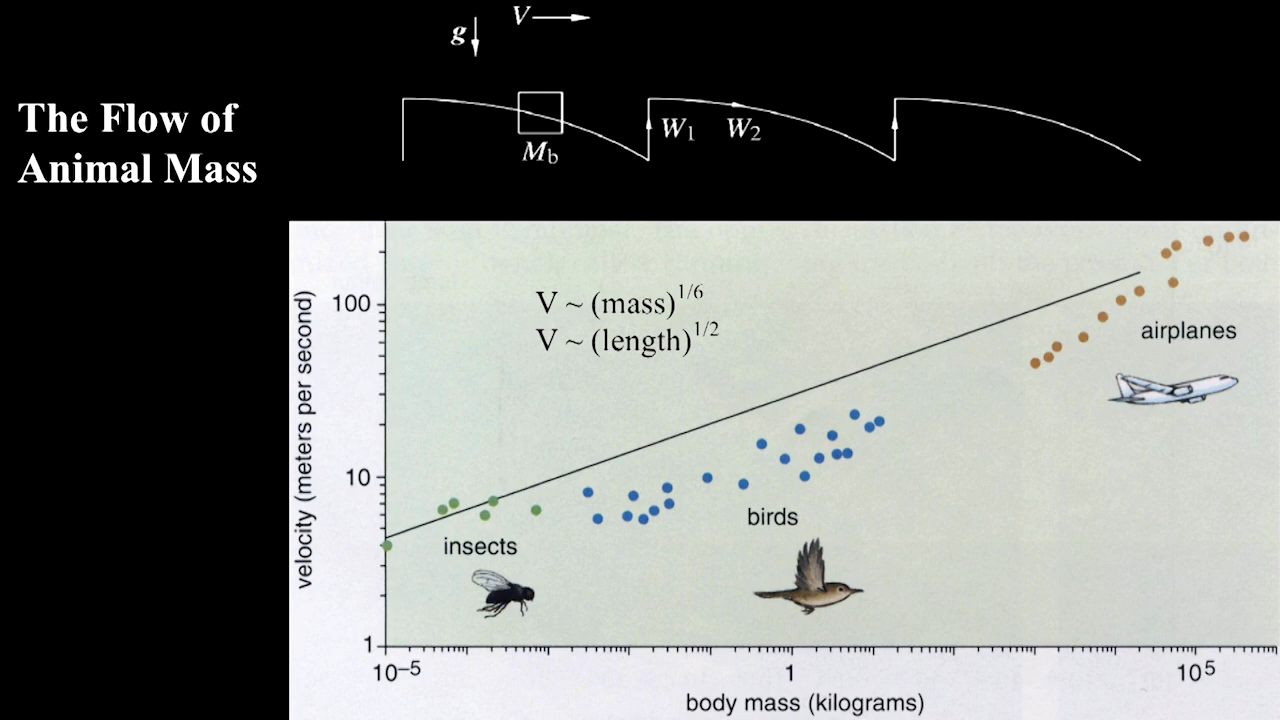 The Flow of
Animal Mass
g
V
M_b
W_1
W_2
V ~ (mass)^1/6
V ~ (length)^1/2
velocity (meters per second)
100
10
1
insects
birds
airplanes
10^−5
1
10^5
body mass (kilograms)